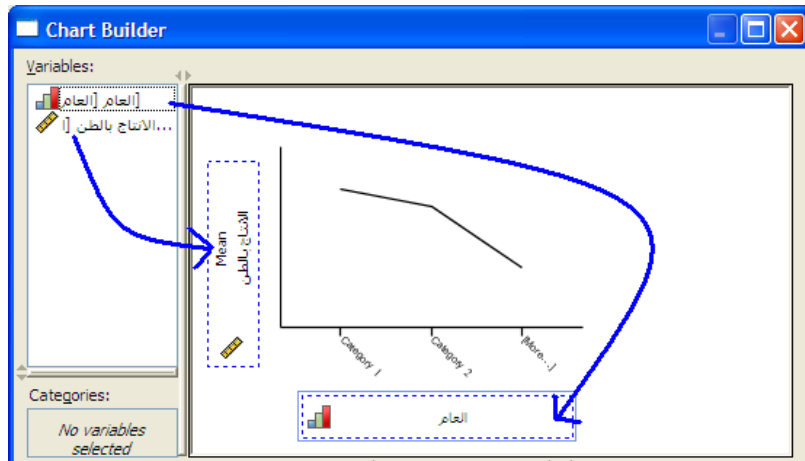 Chart Builder
Variables:
العام [العام]
الانتاج بالطن [ا...
Mean
الانتاج بالطن
Category 1
Category 2
[More...]
العام
Categories:
No variables
selected